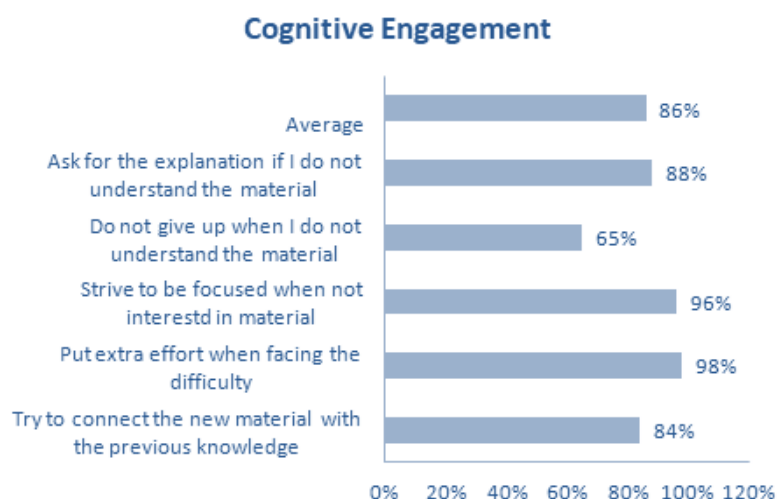 Cognitive Engagement
Average
86%
Ask for the explanation if I do not
understand the material
88%
Do not give up when I do not
understand the material
65%
Strive to be focused when not
interestd in material
96%
Put extra effort when facing the
difficulty
98%
Try to connect the new material with
the previous knowledge
84%
0% 20% 40% 60% 80% 100% 120%